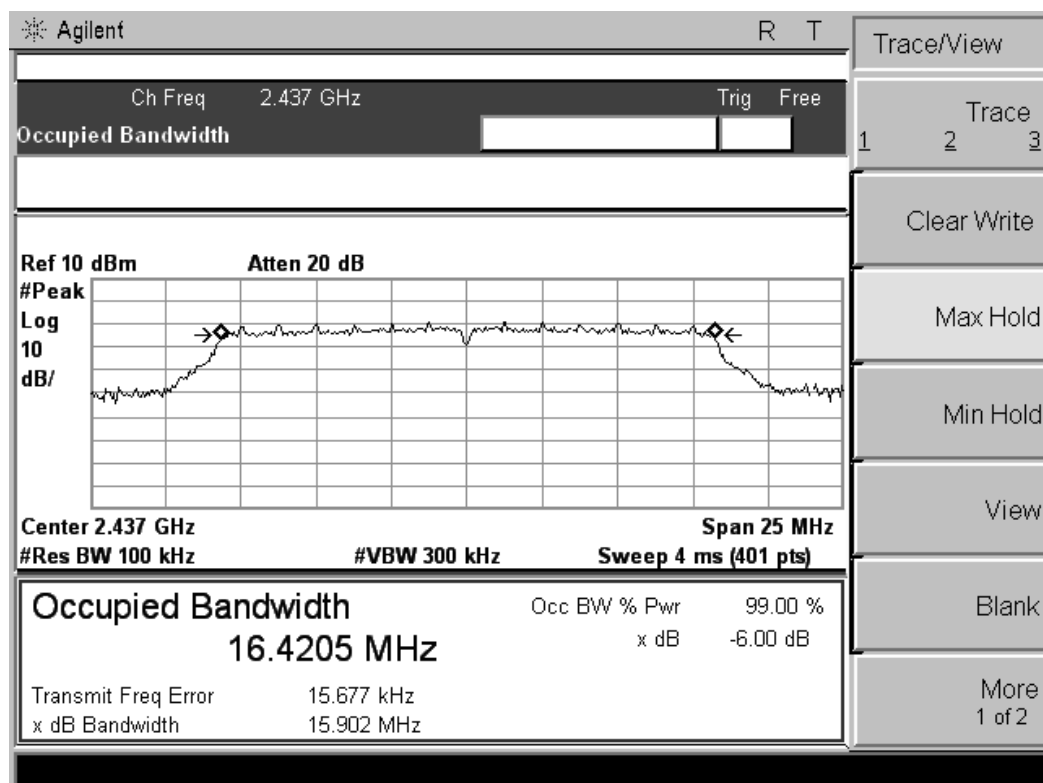 Agilent R T
Trace/View
Ch Freq 2.437 GHz Trig Free
Occupied Bandwidth
Trace
1 2 3
Clear Write
Ref 10 dBm Atten 20 dB
#Peak
Log
10
dB/
Max Hold
Min Hold
Center 2.437 GHz Span 25 MHz
#Res BW 100 kHz #VBW 300 kHz Sweep 4 ms (401 pts)
View
Occupied Bandwidth
16.4205 MHz
Occ BW % Pwr 99.00 %
x dB -6.00 dB
Transmit Freq Error 15.677 kHz
x dB Bandwidth 15.902 MHz
Blank
More
1 of 2